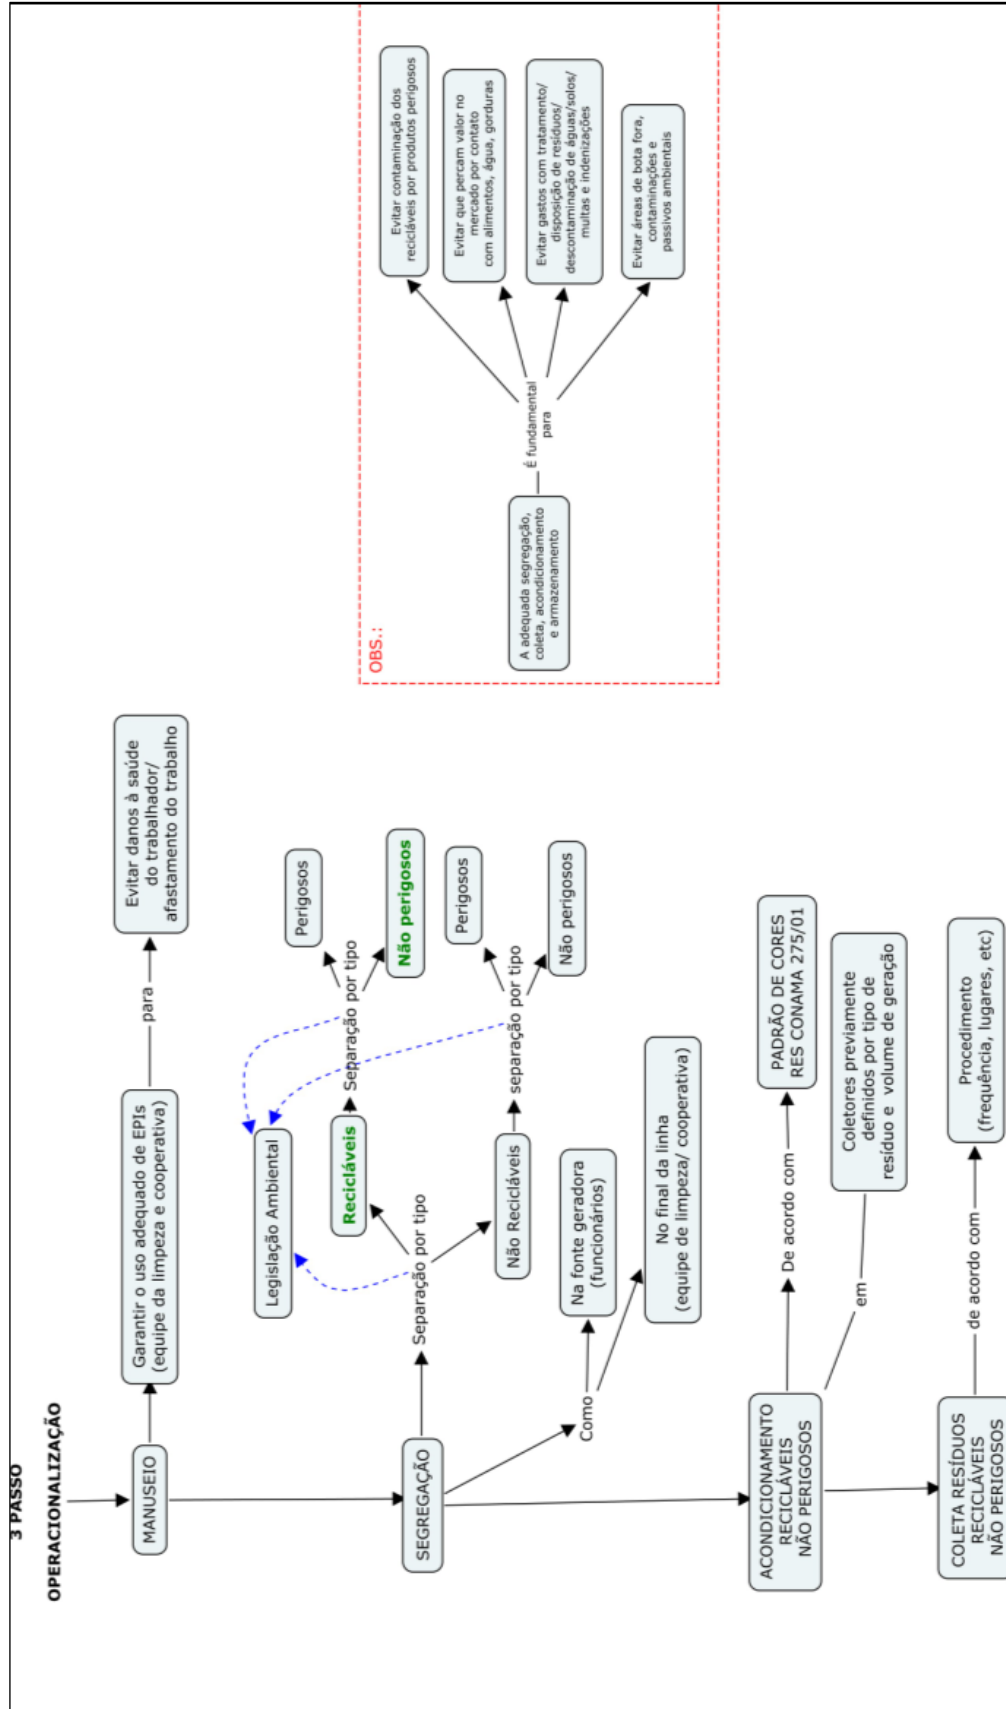 3 PASSO
OPERACIONALIZAÇÃO
MANUSEIO
Garantir o uso adequado de EPIs
(equipe da limpeza e cooperativa)
para
Evitar danos à saúde
do trabalhador/
afastamento do trabalho
SEGREGAÇÃO
Separação por tipo
Legislação Ambiental
Recicláveis
Separação por tipo
Perigosos
Não perigosos
Não Recicláveis
separação por tipo
Perigosos
Não perigosos
Como
Na fonte geradora
(funcionários)
No final da linha
(equipe de limpeza/ cooperativa)
ACONDICIONAMENTO
RECICLÁVEIS
NÃO PERIGOSOS
De acordo com
PADRÃO DE CORES
RES CONAMA 275/01
em
Coletores previamente
definidos por tipo de
resíduo e volume de geração
COLETA RESÍDUOS
RECICLÁVEIS
NÃO PERIGOSOS
de acordo com
Procedimento
(frequência, lugares, etc)
OBS.:
A adequada segregação,
coleta, acondicionamento
e armazenamento
É fundamental
para
Evitar contaminação dos
recicláveis por produtos perigosos
Evitar que percam valor no
mercado por contato
com alimentos, água, gorduras
Evitar gastos com tratamento/
disposição de resíduos/
descontaminação de águas/solos/
multas e indenizações
Evitar áreas de bota fora,
contaminações e
passivos ambientais